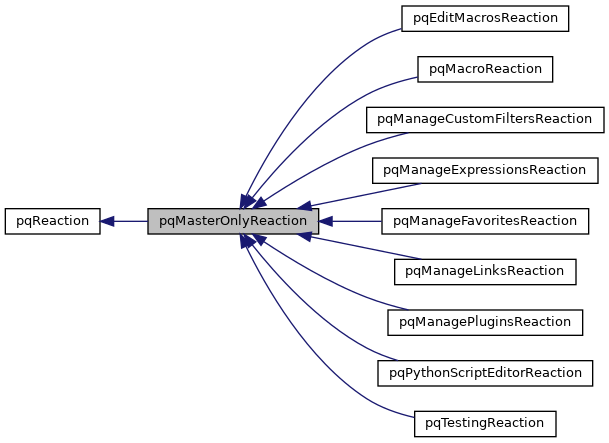 pqEditMacrosReaction
pqMacroReaction
pqManageCustomFiltersReaction
pqManageExpressionsReaction
pqReaction
pqMasterOnlyReaction
pqManageFavoritesReaction
pqManageLinksReaction
pqManagePluginsReaction
pqPythonScriptEditorReaction
pqTestingReaction